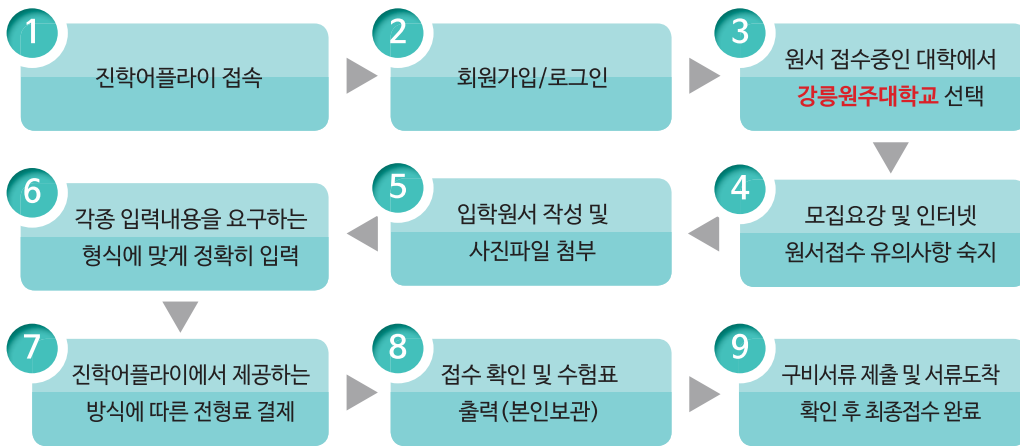 1
진학어플라이 접속
2
회원가입/로그인
3
원서 접수중인 대학에서
강릉원주대학교 선택
4
모집요강 및 인터넷
원서접수 유의사항 숙지
5
입학원서 작성 및
사진파일 첨부
6
각종 입력내용을 요구하는
형식에 맞게 정확히 입력
7
진학어플라이에서 제공하는
방식에 따른 전형료 결제
8
접수 확인 및 수험표
출력(본인보관)
9
구비서류 제출 및 서류도착
확인 후 최종접수 완료